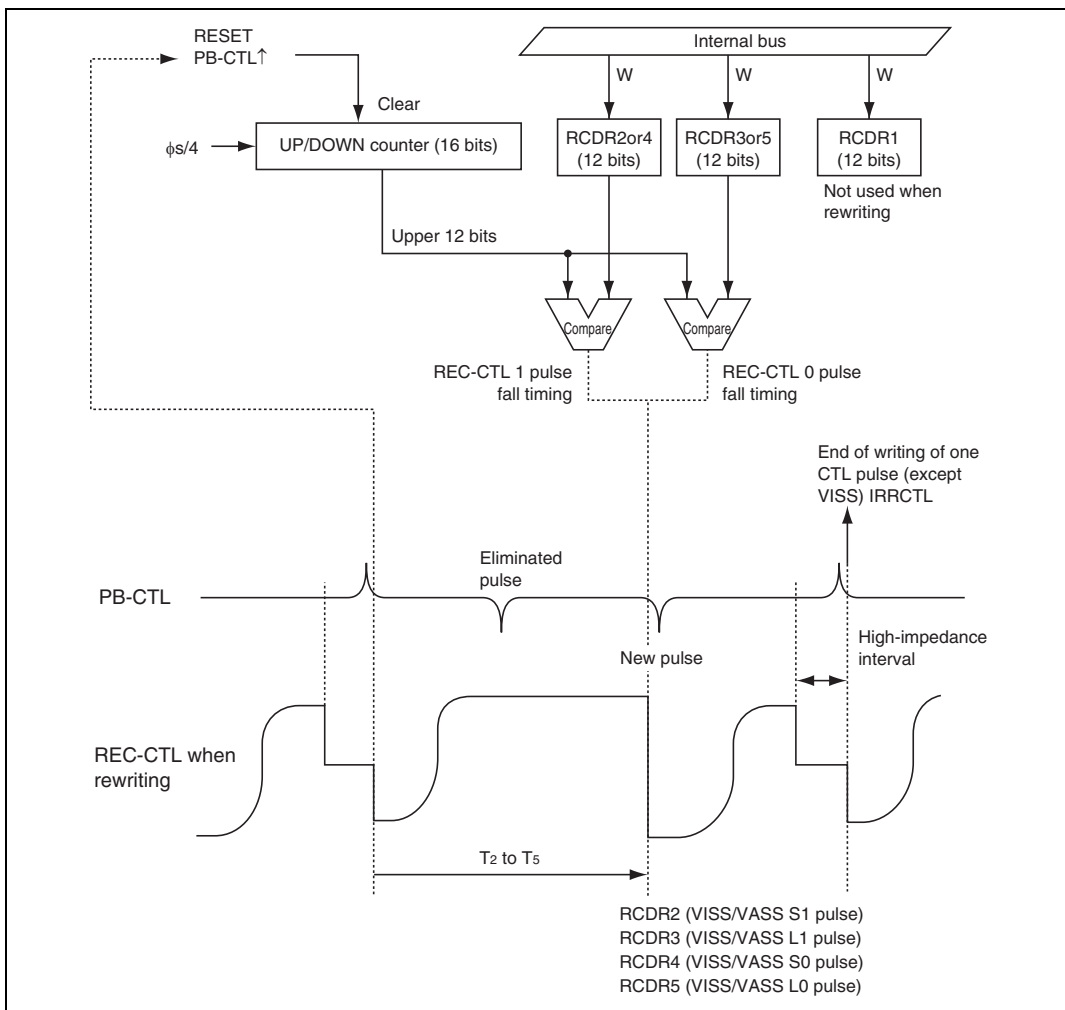 RESET
PB-CTL↑
Internal bus
W
W
W
Clear
ϕs/4
UP/DOWN counter (16 bits)
RCDR2or4
(12 bits)
RCDR3or5
(12 bits)
RCDR1
(12 bits)
Not used when
rewriting
Upper 12 bits
Compare
Compare
REC-CTL 1 pulse
fall timing
REC-CTL 0 pulse
fall timing
End of writing of one
CTL pulse (except
VISS) IRRCTL
Eliminated
pulse
PB-CTL
New pulse
High-impedance
interval
REC-CTL when
rewriting
T2 to T5
RCDR2 (VISS/VASS S1 pulse)
RCDR3 (VISS/VASS L1 pulse)
RCDR4 (VISS/VASS S0 pulse)
RCDR5 (VISS/VASS L0 pulse)